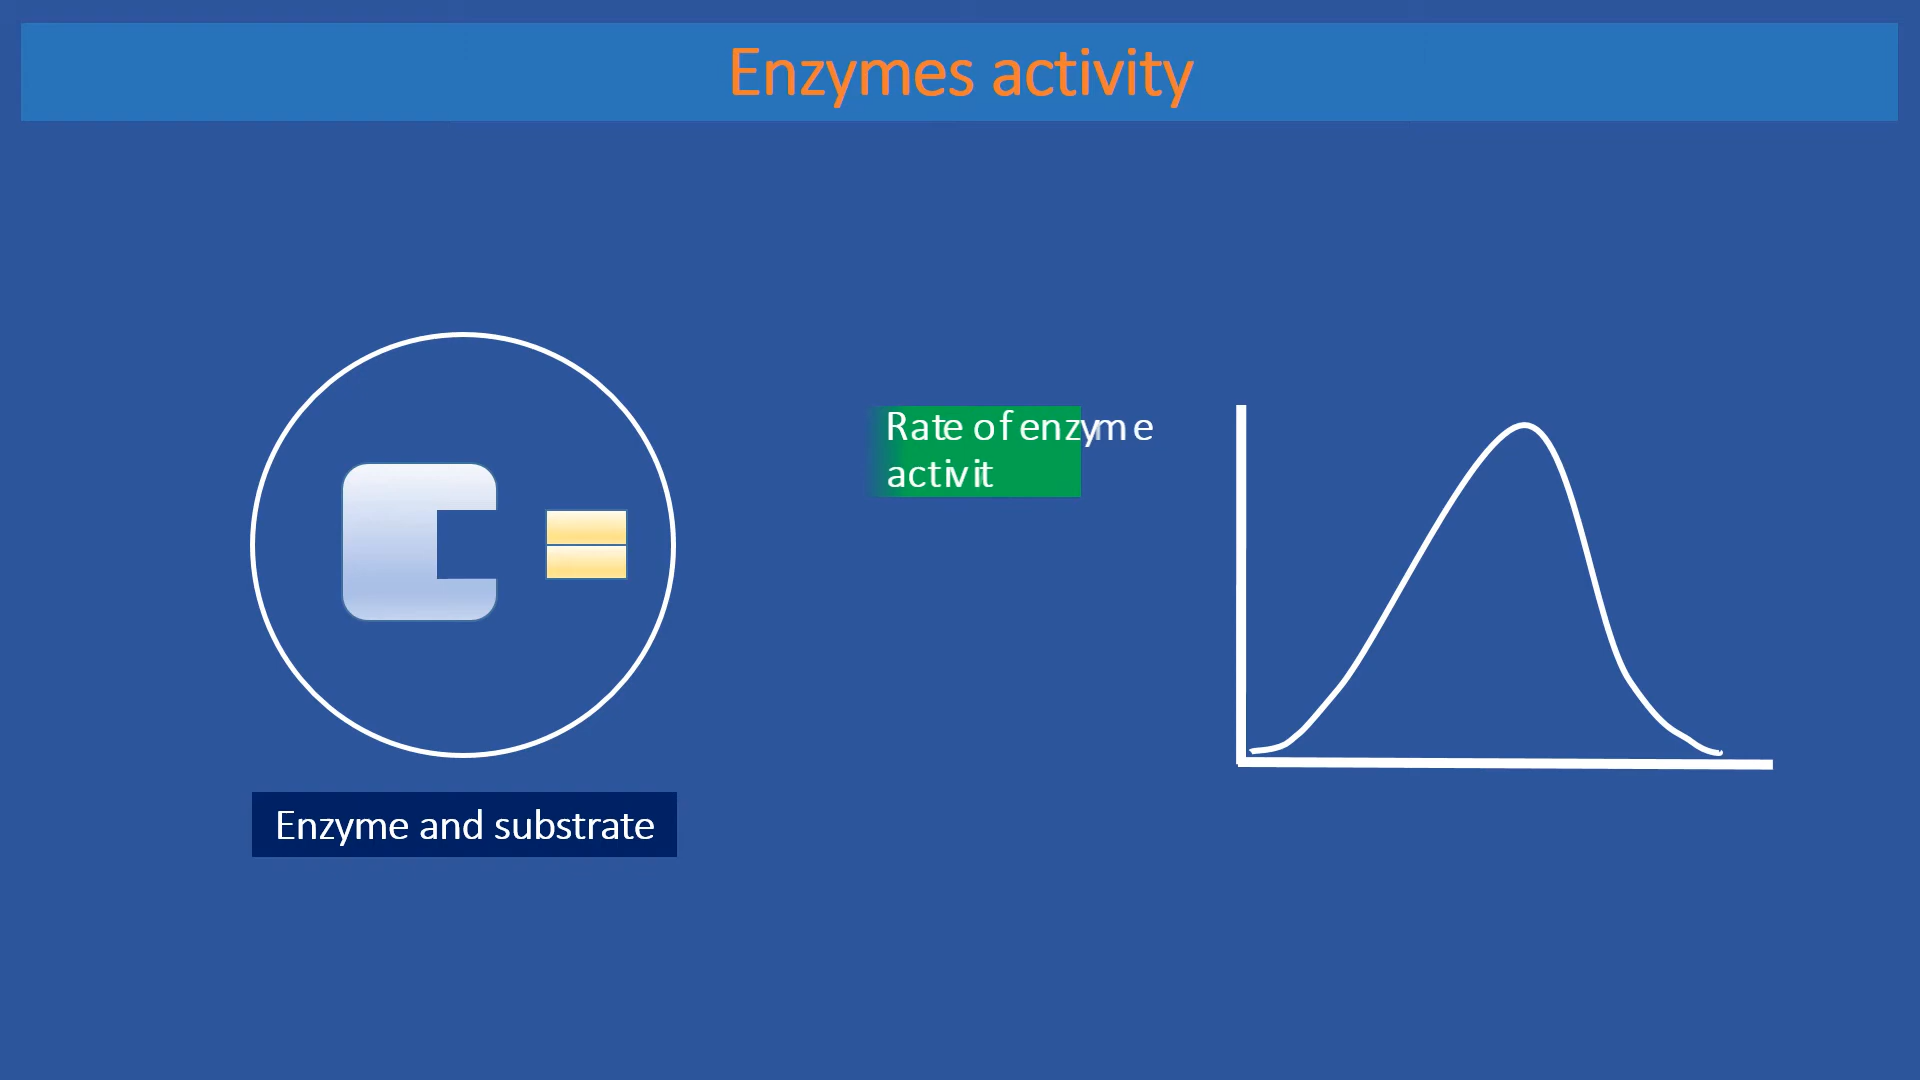 Enzymes activity
Rate of enzyme
activit
Enzyme and substrate